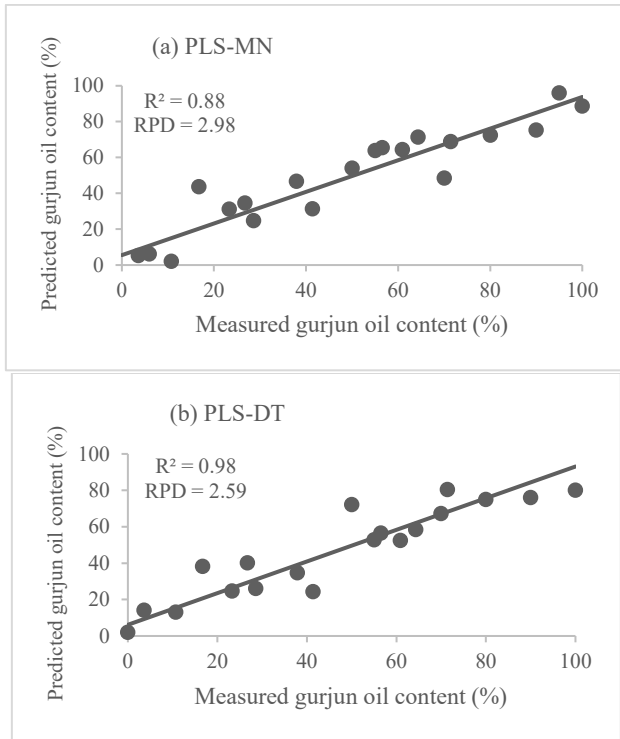 (a) PLS-MN
R² = 0.88
RPD = 2.98
Predicted gurjun oil content (%)
100
80
60
40
20
0
0 20 40 60 80 100
Measured gurjun oil content (%)
(b) PLS-DT
R² = 0.98
RPD = 2.59
Predicted gurjun oil content (%)
100
80
60
40
20
0
0 20 40 60 80 100
Measured gurjun oil content (%)